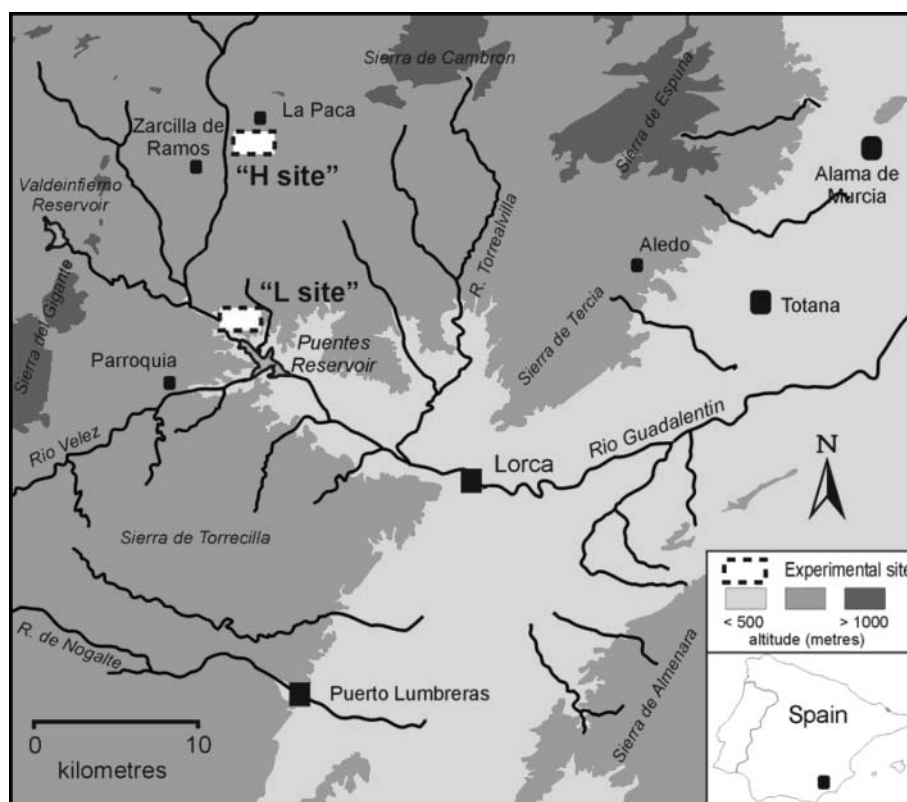 Sierra de Cambron
Sierra de Espuna
La Paca
Zarcilla de
Ramos
"H site"
Alama de
Murcia
Valdeinfierno
Reservoir
R. Torrealvilla
Aledo
"L site"
Sierra del Gigante
Sierra de Tercia
Totana
Puentes
Reservoir
Parroquia
Rio Velez
Rio Guadalentin
Lorca
N
Sierra de Torrecilla
Experimental site
< 500
> 1000
altitude (metres)
R. de Nogalte
Sierra de Almenara
Puerto Lumbreras
Spain
0
10
kilometres